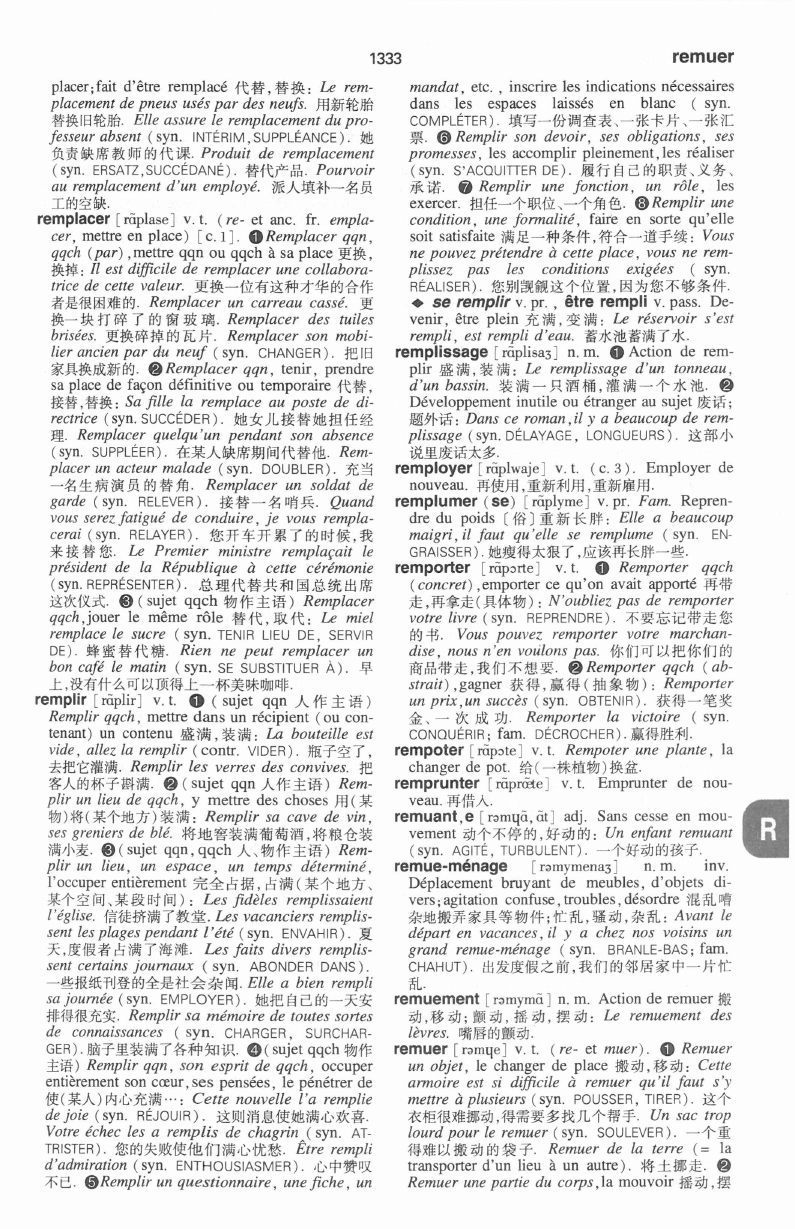 1333
remuer
placer;fait d'être remplacé 代替,替换: Le rem-
placement de pneus usés par des neufs. 用新轮胎
替换旧轮胎. Elle assure le remplacement du pro-
fesseur absent ( syn. INTÉRIM, SUPPLÉANCE) . 她
负责缺席教师的代课. Produit de remplacement
( syn. ERSATZ, SUCCÉDANÉ) . 替代产品. Pourvoir
au remplacement d'un employé. 派人填补一名员
工的空缺.
remplacer [rɑ̃plase] v. t. ( re- et anc. fr. empla-
cer, mettre en place) [c. 1]. ❶Remplacer qqn,
qqch (par) ,mettre qqn ou qqch à sa place 更换,
换掉: Il est difficile de remplacer une collabora-
trice de cette valeur. 更换一位有这种才华的合作
者是很困难的. Remplacer un carreau cassé. 更
换一块打碎了的窗玻璃. Remplacer des tuiles
brisées. 更换碎掉的瓦片. Remplacer son mobi-
lier ancien par du neuf ( syn. CHANGER) . 把旧
家具换成新的. ❷Remplacer qqn, tenir, prendre
sa place de façon définitive ou temporaire 代替,
接替,替换: Sa fille la remplace au poste de di-
rectrice ( syn. SUCCÉDER) . 她女儿接替她担任经
理. Remplacer quelqu'un pendant son absence
( syn. SUPPLÉER) . 在某人缺席期间代替他. Rem-
placer un acteur malade ( syn. DOUBLER) . 充当
一名生病演员的替角. Remplacer un soldat de
garde ( syn. RELEVER) . 接替一名哨兵. Quand
vous serez fatigué de conduire, je vous rempla-
cerai ( syn. RELAYER) . 您开车开累了的时候,我
来接替您. Le Premier ministre remplaçait le
président de la République à cette cérémonie
( syn. REPRÉSENTER) . 总理代替共和国总统出席
这次仪式. ❸ ( sujet qqch 物作主语) Remplacer
qqch,jouer le même rôle 替代,取代: Le miel
remplace le sucre ( syn. TENIR LIEU DE, SERVIR
DE) . 蜂蜜替代糖. Rien ne peut remplacer un
bon café le matin ( syn. SE SUBSTITUER À) . 早
上,没有什么可以顶得上一杯美味咖啡.
remplir [rɑ̃plir] v. t. ❶ ( sujet qqn 人作主语)
Remplir qqch, mettre dans un récipient ( ou con-
tenant) un contenu 盛满,装满: La bouteille est
vide, allez la remplir ( contr. VIDER) . 瓶子空了,
去把它灌满. Remplir les verres des convives. 把
客人的杯子斟满. ❷ ( sujet qqn 人作主语) Rem-
plir un lieu de qqch, y mettre des choses 用(某
物)将(某个地方)装满: Remplir sa cave de vin,
ses greniers de blé. 将地窖装满葡萄酒,将粮仓装
满小麦. ❸ ( sujet qqn,qqch 人、物作主语) Rem-
plir un lieu, un espace, un temps déterminé,
l'occuper entièrement 完全占据,占满(某个地方、
某个空间、某段时间) : Les fidèles remplissaient
l'église. 信徒挤满了教堂. Les vacanciers remplis-
sent les plages pendant l'été ( syn. ENVAHIR) . 夏
天,度假者占满了海滩. Les faits divers remplis-
sent certains journaux ( syn. ABONDER DANS) .
一些报纸刊登的全是社会杂闻. Elle a bien rempli
sa journée ( syn. EMPLOYER) . 她把自己的一天安
排得很充实. Remplir sa mémoire de toutes sortes
de connaissances ( syn. CHARGER, SURCHAR-
GER) . 脑子里装满了各种知识. ❹ ( sujet qqch 物作
主语) Remplir qqn, son esprit de qqch, occuper
entièrement son cœur,ses pensées, le pénétrer de
使(某人)内心充满…: Cette nouvelle l'a remplie
de joie ( syn. RÉJOUIR) . 这则消息使她满心欢喜.
Votre échec les a remplis de chagrin ( syn. AT-
TRISTER) . 您的失败使他们满心忧愁. Être rempli
d'admiration ( syn. ENTHOUSIASMER) . 心中赞叹
不已. ❺Remplir un questionnaire, une fiche, un
mandat, etc. , inscrire les indications nécessaires
dans les espaces laissés en blanc ( syn.
COMPLÉTER) . 填写一份调查表、一张卡片、一张汇
票. ❻ Remplir son devoir, ses obligations, ses
promesses, les accomplir pleinement,les réaliser
( syn. S'ACQUITTER DE) . 履行自己的职责、义务、
承诺. ❼ Remplir une fonction, un rôle, les
exercer. 担任一个职位、一个角色. ❽Remplir une
condition, une formalité, faire en sorte qu'elle
soit satisfaite 满足一种条件,符合一道手续: Vous
ne pouvez prétendre à cette place, vous ne rem-
plissez pas les conditions exigées ( syn.
RÉALISER) . 您别觊觎这个位置,因为您不够条件.
◆ se remplir v. pr. , être rempli v. pass. De-
venir, être plein 充满,变满: Le réservoir s'est
rempli, est rempli d'eau. 蓄水池蓄满了水.
remplissage [rɑ̃plisaʒ] n. m. ❶ Action de rem-
plir 盛满,装满: Le remplissage d'un tonneau,
d'un bassin. 装满一只酒桶,灌满一个水池. ❷
Développement inutile ou étranger au sujet 废话;
题外话: Dans ce roman,il y a beaucoup de rem-
plissage ( syn. DÉLAYAGE, LONGUEURS) . 这部小
说里废话太多.
remployer [rɑ̃plwaje] v. t. ( c. 3) . Employer de
nouveau. 再使用,重新利用,重新雇用.
remplumer ( se) [rɑ̃plyme] v. pr. Fam. Repren-
dre du poids 〔俗〕重新长胖: Elle a beaucoup
maigri, il faut qu'elle se remplume ( syn. EN-
GRAISSER) . 她瘦得太狠了,应该再长胖一些.
remporter [rɑ̃pɔrte] v. t. ❶ Remporter qqch
(concret) ,emporter ce qu'on avait apporté 再带
走,再拿走(具体物) : N'oubliez pas de remporter
votre livre ( syn. REPRENDRE) . 不要忘记带走您
的书. Vous pouvez remporter votre marchan-
dise, nous n'en voulons pas. 你们可以把你们的
商品带走,我们不想要. ❷Remporter qqch ( ab-
strait) ,gagner 获得,赢得(抽象物) : Remporter
un prix,un succès ( syn. OBTENIR) . 获得一笔奖
金、一次成功. Remporter la victoire ( syn.
CONQUÉRIR; fam. DÉCROCHER) . 赢得胜利.
rempoter [rɑ̃pɔte] v. t. Rempoter une plante, la
changer de pot. 给(一株植物)换盆.
remprunter [rɑ̃prœ̃te] v. t. Emprunter de nou-
veau. 再借入.
remuant,e [rəmɥɑ̃, ɑ̃t] adj. Sans cesse en mou-
vement 动个不停的,好动的: Un enfant remuant
( syn. AGITÉ, TURBULENT) . 一个好动的孩子.
remue-ménage [rəmymenaʒ] n. m. inv.
Déplacement bruyant de meubles, d'objets di-
vers;agitation confuse,troubles,désordre 混乱嘈
杂地搬弄家具等物件;忙乱,骚动,杂乱: Avant le
départ en vacances, il y a chez nos voisins un
grand remue-ménage ( syn. BRANLE-BAS; fam.
CHAHUT) . 出发度假之前,我们的邻居家中一片忙
乱.
remuement [rəmymɑ̃] n. m. Action de remuer 搬
动,移动;颤动,摇动,摆动: Le remuement des
lèvres. 嘴唇的颤动.
remuer [rəmɥe] v. t. ( re- et muer) . ❶ Remuer
un objet, le changer de place 搬动,移动: Cette
armoire est si difficile à remuer qu'il faut s'y
mettre à plusieurs ( syn. POUSSER, TIRER) . 这个
衣柜很难挪动,得需要多找几个帮手. Un sac trop
lourd pour le remuer ( syn. SOULEVER) . 一个重
得难以搬动的袋子. Remuer de la terre ( = la
transporter d'un lieu à un autre) . 将土挪走. ❷
Remuer une partie du corps,la mouvoir 摇动,摆
R